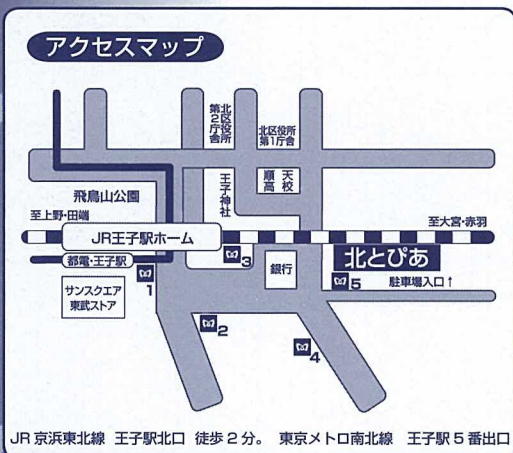 アクセスマップ
北区役所
第2庁舎
北区役所
第1庁舎
順天
高校
王子神社
飛鳥山公園
至上野・田端
至大宮・赤羽
JR王子駅ホーム
都電・王子駅
北とぴあ
銀行
3
1
5
駐車場入口↑
サンスクエア
東武ストア
2
4
JR京浜東北線 王子駅北口 徒歩2分。 東京メトロ南北線 王子駅5番出口